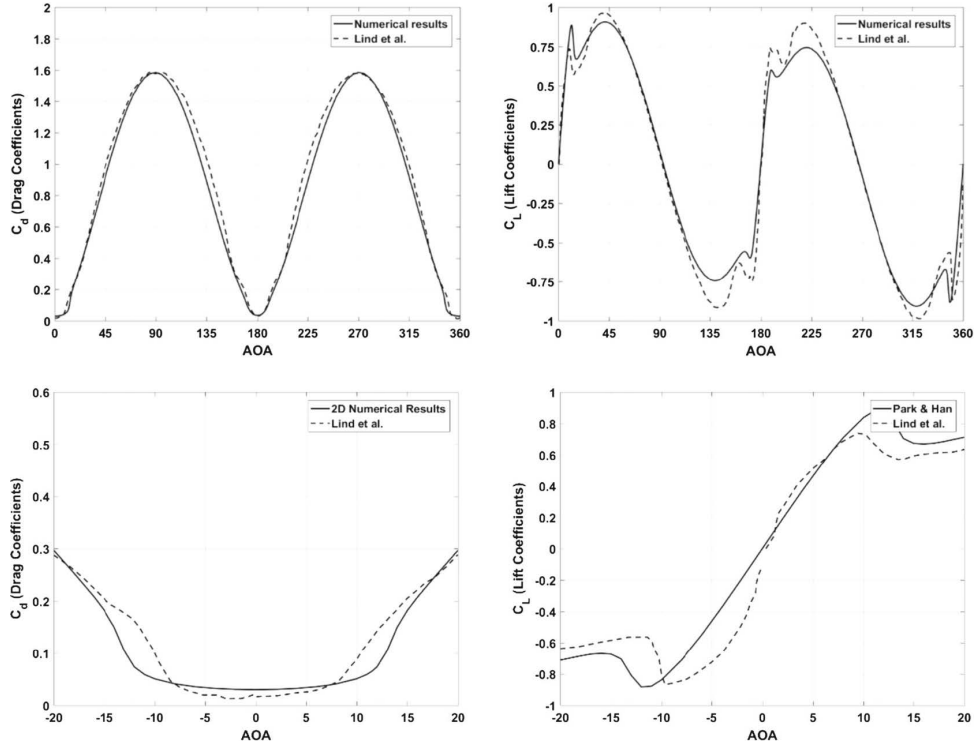 2
1.8
1.6
1.4
1.2
1
0.8
0.6
0.4
0.2
0
0 45 90 135 180 225 270 315 360
AOA
C_d (Drag Coefficients)
Numerical results
Lind et al.
1
0.75
0.5
0.25
0
-0.25
-0.5
-0.75
-1
0 45 90 135 180 225 270 315 360
AOA
C_L (Lift Coefficients)
Numerical results
Lind et al.
0.6
0.5
0.4
0.3
0.2
0.1
0
-20 -15 -10 -5 0 5 10 15 20
AOA
C_d (Drag Coefficients)
2D Numerical Results
Lind et al.
1
0.8
0.6
0.4
0.2
0
-0.2
-0.4
-0.6
-0.8
-1
-20 -15 -10 -5 0 5 10 15 20
AOA
C_L (Lift Coefficients)
Park & Han
Lind et al.